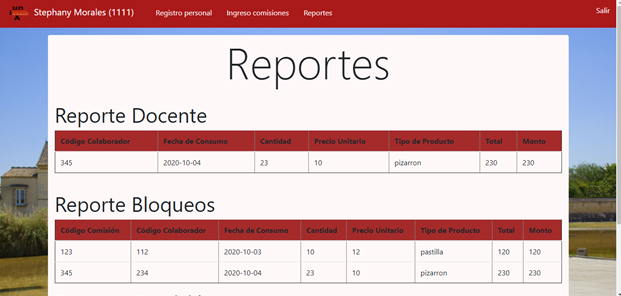 un
i A
Stephany Morales (1111) Registro personal Ingreso comisiones Reportes Salir
Reportes
Reporte Docente
Código Colaborador Fecha de Consumo Cantidad Precio Unitario Tipo de Producto Total Monto
345 2020-10-04 23 10 pizarron 230 230
Reporte Bloqueos
Código Comisión Código Colaborador Fecha de Consumo Cantidad Precio Unitario Tipo de Producto Total Monto
123 112 2020-10-03 10 12 pastilla 120 120
345 234 2020-10-04 23 10 pizarron 230 230